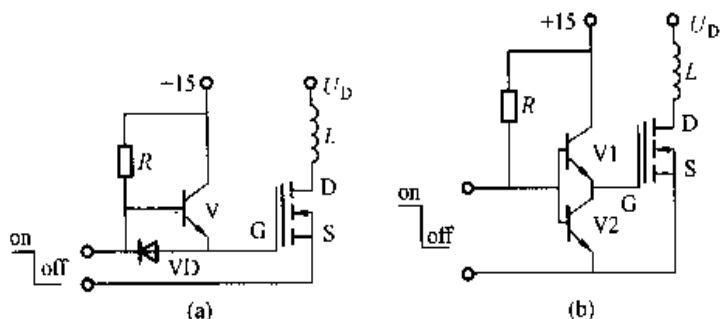 +15
U_D
L
R
V
D
G
S
on
off
VD
(a)
+15
U_D
L
R
V1
D
S
G
V2
on
off
(b)